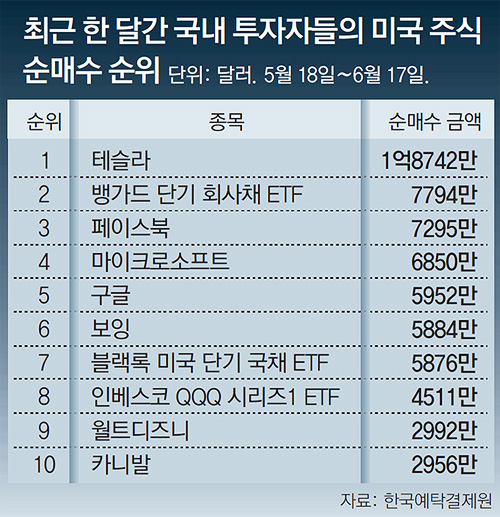 최근 한 달간 국내 투자자들의 미국 주식
순매수 순위 단위: 달러. 5월 18일~6월 17일.
순위 종목 순매수 금액
1 테슬라 1억8742만
2 뱅가드 단기 회사채 ETF 7794만
3 페이스북 7295만
4 마이크로소프트 6850만
5 구글 5952만
6 보잉 5884만
7 블랙록 미국 단기 국채 ETF 5876만
8 인베스코 QQQ 시리즈1 ETF 4511만
9 월트디즈니 2992만
10 카니발 2956만
자료: 한국예탁결제원